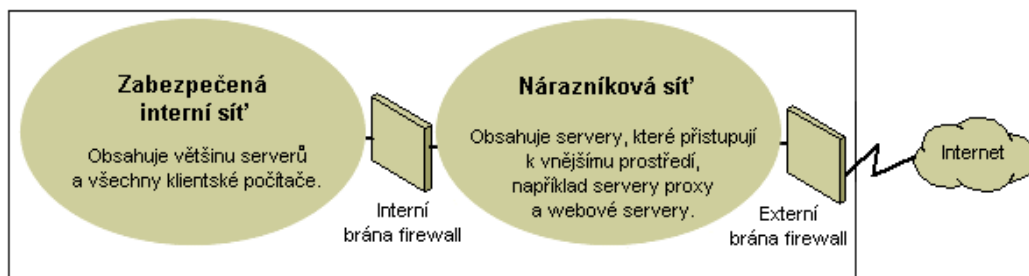 Zabezpečená
interní síť
Obsahuje většinu serverů
a všechny klientské počítače.
Interní
brána firewall
Nárazníková síť
Obsahuje servery, které přistupují
k vnějšímu prostředí,
například servery proxy
a webové servery.
Externí
brána firewall
Internet